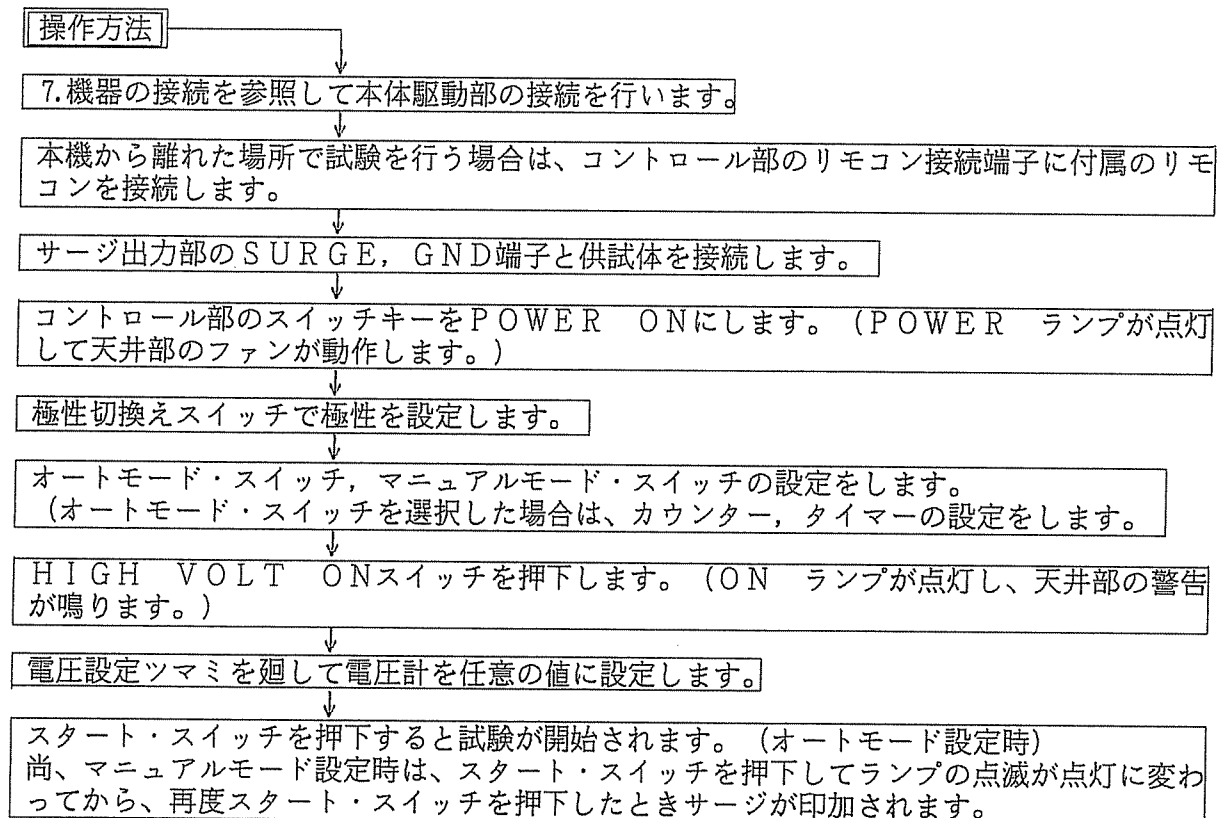 操作方法
7.機器の接続を参照して本体駆動部の接続を行います。
本機から離れた場所で試験を行う場合は、コントロール部のリモコン接続端子に付属のリモ
コンを接続します。
サージ出力部のＳＵＲＧＥ，ＧＮＤ端子と供試体を接続します。
コントロール部のスイッチキーをＰＯＷＥＲ　ＯＮにします。（ＰＯＷＥＲ　ランプが点灯
して天井部のファンが動作します。）
極性切換えスイッチで極性を設定します。
オートモード・スイッチ，マニュアルモード・スイッチの設定をします。
（オートモード・スイッチを選択した場合は、カウンター，タイマーの設定をします。
ＨＩＧＨ　ＶＯＬＴ　ＯＮスイッチを押下します。（ＯＮ　ランプが点灯し、天井部の警告
が鳴ります。）
電圧設定ツマミを廻して電圧計を任意の値に設定します。
スタート・スイッチを押下すると試験が開始されます。（オートモード設定時）
尚、マニュアルモード設定時は、スタート・スイッチを押下してランプの点滅が点灯に変わ
ってから、再度スタート・スイッチを押下したときサージが印加されます。